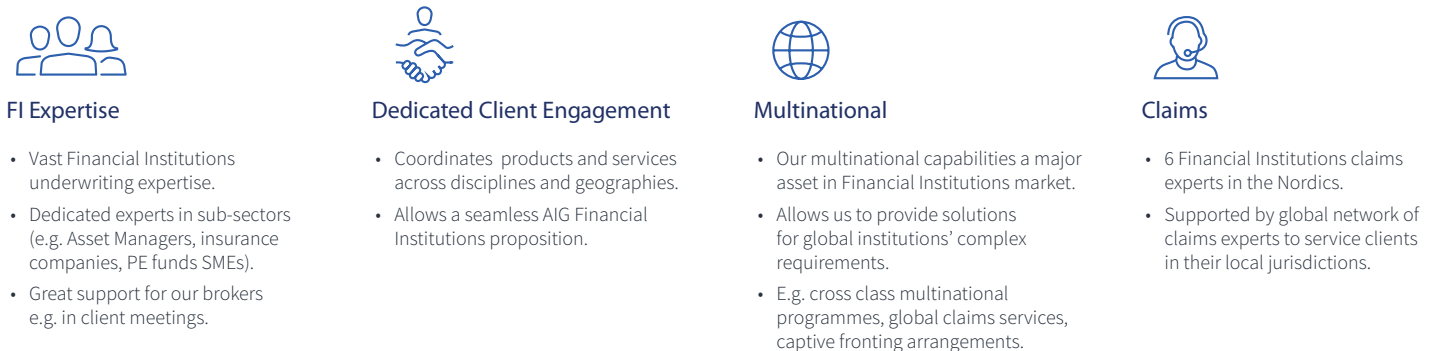 FI Expertise
• Vast Financial Institutions
underwriting expertise.
• Dedicated experts in sub-sectors
(e.g. Asset Managers, insurance
companies, PE funds SMEs).
• Great support for our brokers
e.g. in client meetings.
Dedicated Client Engagement
• Coordinates products and services
across disciplines and geographies.
• Allows a seamless AIG Financial
Institutions proposition.
Multinational
• Our multinational capabilities a major
asset in Financial Institutions market.
• Allows us to provide solutions
for global institutions’ complex
requirements.
• E.g. cross class multinational
programmes, global claims services,
captive fronting arrangements.
Claims
• 6 Financial Institutions claims
experts in the Nordics.
• Supported by global network of
claims experts to service clients
in their local jurisdictions.